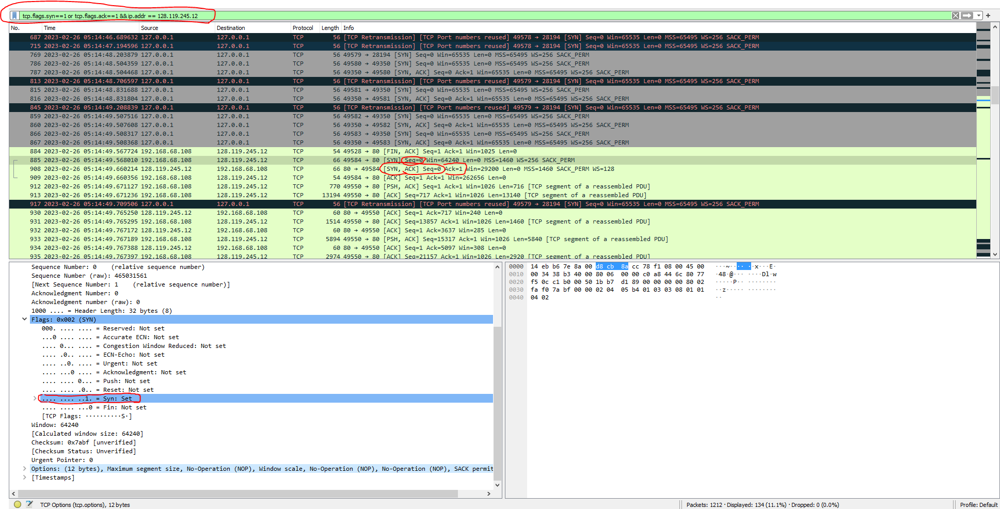 tcp.flags.syn==1 or tcp.flags.ack==1 && ip.addr == 128.119.245.12
No. Time Source Destination Protocol Length Info
687 2023-02-26 05:14:46.689632 127.0.0.1 127.0.0.1 TCP 56 [TCP Retransmission] [TCP Port numbers reused] 49578 → 28194 [SYN] Seq=0 Win=65535 Len=0 MSS=65495 WS=256 SACK_PERM
715 2023-02-26 05:14:47.194596 127.0.0.1 127.0.0.1 TCP 56 [TCP Retransmission] [TCP Port numbers reused] 49578 → 28194 [SYN] Seq=0 Win=65535 Len=0 MSS=65495 WS=256 SACK_PERM
769 2023-02-26 05:14:48.203879 127.0.0.1 127.0.0.1 TCP 56 49579 → 28194 [SYN] Seq=0 Win=65535 Len=0 MSS=65495 WS=256 SACK_PERM
786 2023-02-26 05:14:48.504359 127.0.0.1 127.0.0.1 TCP 56 49580 → 49350 [SYN] Seq=0 Win=65535 Len=0 MSS=65495 WS=256 SACK_PERM
787 2023-02-26 05:14:48.504468 127.0.0.1 127.0.0.1 TCP 56 49350 → 49580 [SYN, ACK] Seq=0 Ack=1 Win=65535 Len=0 MSS=65495 WS=256 SACK_PERM
813 2023-02-26 05:14:48.706597 127.0.0.1 127.0.0.1 TCP 56 [TCP Retransmission] [TCP Port numbers reused] 49579 → 28194 [SYN] Seq=0 Win=65535 Len=0 MSS=65495 WS=256 SACK_PERM
815 2023-02-26 05:14:48.831688 127.0.0.1 127.0.0.1 TCP 56 49581 → 49350 [SYN] Seq=0 Win=65535 Len=0 MSS=65495 WS=256 SACK_PERM
816 2023-02-26 05:14:48.831804 127.0.0.1 127.0.0.1 TCP 56 49350 → 49581 [SYN, ACK] Seq=0 Ack=1 Win=65535 Len=0 MSS=65495 WS=256 SACK_PERM
845 2023-02-26 05:14:49.208839 127.0.0.1 127.0.0.1 TCP 56 [TCP Retransmission] [TCP Port numbers reused] 49579 → 28194 [SYN] Seq=0 Win=65535 Len=0 MSS=65495 WS=256 SACK_PERM
859 2023-02-26 05:14:49.507516 127.0.0.1 127.0.0.1 TCP 56 49582 → 49350 [SYN] Seq=0 Win=65535 Len=0 MSS=65495 WS=256 SACK_PERM
860 2023-02-26 05:14:49.507608 127.0.0.1 127.0.0.1 TCP 56 49350 → 49582 [SYN, ACK] Seq=0 Ack=1 Win=65535 Len=0 MSS=65495 WS=256 SACK_PERM
866 2023-02-26 05:14:49.508317 127.0.0.1 127.0.0.1 TCP 56 49583 → 49350 [SYN] Seq=0 Win=65535 Len=0 MSS=65495 WS=256 SACK_PERM
867 2023-02-26 05:14:49.508368 127.0.0.1 127.0.0.1 TCP 56 49350 → 49583 [SYN, ACK] Seq=0 Ack=1 Win=65535 Len=0 MSS=65495 WS=256 SACK_PERM
884 2023-02-26 05:14:49.567724 192.168.68.108 128.119.245.12 TCP 54 49528 → 80 [FIN, ACK] Seq=1 Ack=1 Win=1025 Len=0
885 2023-02-26 05:14:49.568010 192.168.68.108 128.119.245.12 TCP 66 49584 → 80 [SYN] Seq=0 Win=64240 Len=0 MSS=1460 WS=256 SACK_PERM
908 2023-02-26 05:14:49.660214 128.119.245.12 192.168.68.108 TCP 66 80 → 49584 [SYN, ACK] Seq=0 Ack=1 Win=29200 Len=0 MSS=1460 SACK_PERM WS=128
909 2023-02-26 05:14:49.660356 192.168.68.108 128.119.245.12 TCP 54 49584 → 80 [ACK] Seq=1 Ack=1 Win=262656 Len=0
912 2023-02-26 05:14:49.671127 192.168.68.108 128.119.245.12 TCP 770 49550 → 80 [PSH, ACK] Seq=1 Ack=1 Win=1026 Len=716 [TCP segment of a reassembled PDU]
913 2023-02-26 05:14:49.671236 192.168.68.108 128.119.245.12 TCP 13194 49550 → 80 [ACK] Seq=717 Ack=1 Win=1026 Len=13140 [TCP segment of a reassembled PDU]
917 2023-02-26 05:14:49.709506 127.0.0.1 127.0.0.1 TCP 56 [TCP Retransmission] [TCP Port numbers reused] 49579 → 28194 [SYN] Seq=0 Win=65535 Len=0 MSS=65495 WS=256 SACK_PERM
930 2023-02-26 05:14:49.765250 128.119.245.12 192.168.68.108 TCP 60 80 → 49550 [ACK] Seq=1 Ack=717 Win=240 Len=0
931 2023-02-26 05:14:49.765295 192.168.68.108 128.119.245.12 TCP 1514 49550 → 80 [ACK] Seq=13857 Ack=1 Win=1026 Len=1460 [TCP segment of a reassembled PDU]
932 2023-02-26 05:14:49.767172 128.119.245.12 192.168.68.108 TCP 60 80 → 49550 [ACK] Seq=1 Ack=3637 Win=285 Len=0
933 2023-02-26 05:14:49.767189 192.168.68.108 128.119.245.12 TCP 5894 49550 → 80 [PSH, ACK] Seq=15317 Ack=1 Win=1026 Len=5840 [TCP segment of a reassembled PDU]
934 2023-02-26 05:14:49.767388 128.119.245.12 192.168.68.108 TCP 60 80 → 49550 [ACK] Seq=1 Ack=5097 Win=308 Len=0
935 2023-02-26 05:14:49.767397 192.168.68.108 128.119.245.12 TCP 2974 49550 → 80 [ACK] Seq=21157 Ack=1 Win=1026 Len=2920 [TCP segment of a reassembled PDU]
Sequence Number: 0 (relative sequence number)
Sequence Number (raw): 465031561
[Next Sequence Number: 1 (relative sequence number)]
Acknowledgment Number: 0
Acknowledgment number (raw): 0
1000 .... = Header Length: 32 bytes (8)
Flags: 0x002 (SYN)
000. .... .... = Reserved: Not set
...0 .... .... = Accurate ECN: Not set
.... 0... .... = Congestion Window Reduced: Not set
.... .0.. .... = ECN-Echo: Not set
.... ..0. .... = Urgent: Not set
.... ...0 .... = Acknowledgment: Not set
.... .... 0... = Push: Not set
.... .... .0.. = Reset: Not set
.... .... ..1. = Syn: Set
.... .... ...0 = Fin: Not set
[TCP Flags: ··········S·]
Window: 64240
[Calculated window size: 64240]
Checksum: 0x7abf [unverified]
[Checksum Status: Unverified]
Urgent Pointer: 0
Options: (12 bytes), Maximum segment size, No-Operation (NOP), Window scale, No-Operation (NOP), No-Operation (NOP), SACK permit
[Timestamps]
0000 14 eb b6 7e 8a 00 d8 cb 8a cc 78 f1 08 00 45 00 ···~·· ·· ·x···E·
0010 00 34 38 b3 40 00 80 06 00 00 c0 a8 44 6c 80 77 ·48·@··· ····Dl·w
0020 f5 0c c1 b0 00 50 1b b7 d1 89 00 00 00 00 80 02 ·····P·· ········
0030 fa f0 7a bf 00 00 02 04 05 b4 01 03 03 08 01 01 ··z····· ········
0040 04 02 ··
TCP Options (tcp.options), 12 bytes
Packets: 1212 · Displayed: 134 (11.1%) · Dropped: 0 (0.0%)
Profile: Default